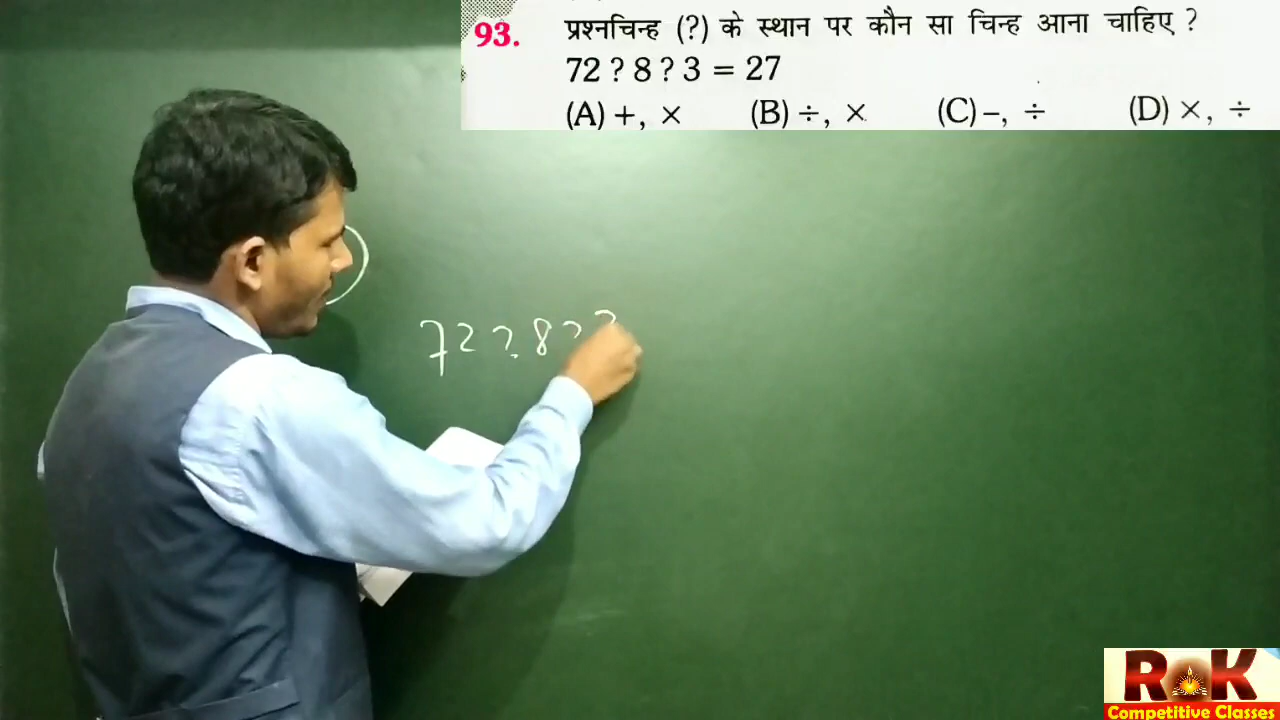 93. प्रश्नचिन्ह (?) के स्थान पर कौन सा चिन्ह आना चाहिए ?
72 ? 8 ? 3 = 27
(A) +, × (B) ÷, × (C) –, ÷ (D) ×, ÷
72 ? 8 ?
RK
Competitive Classes